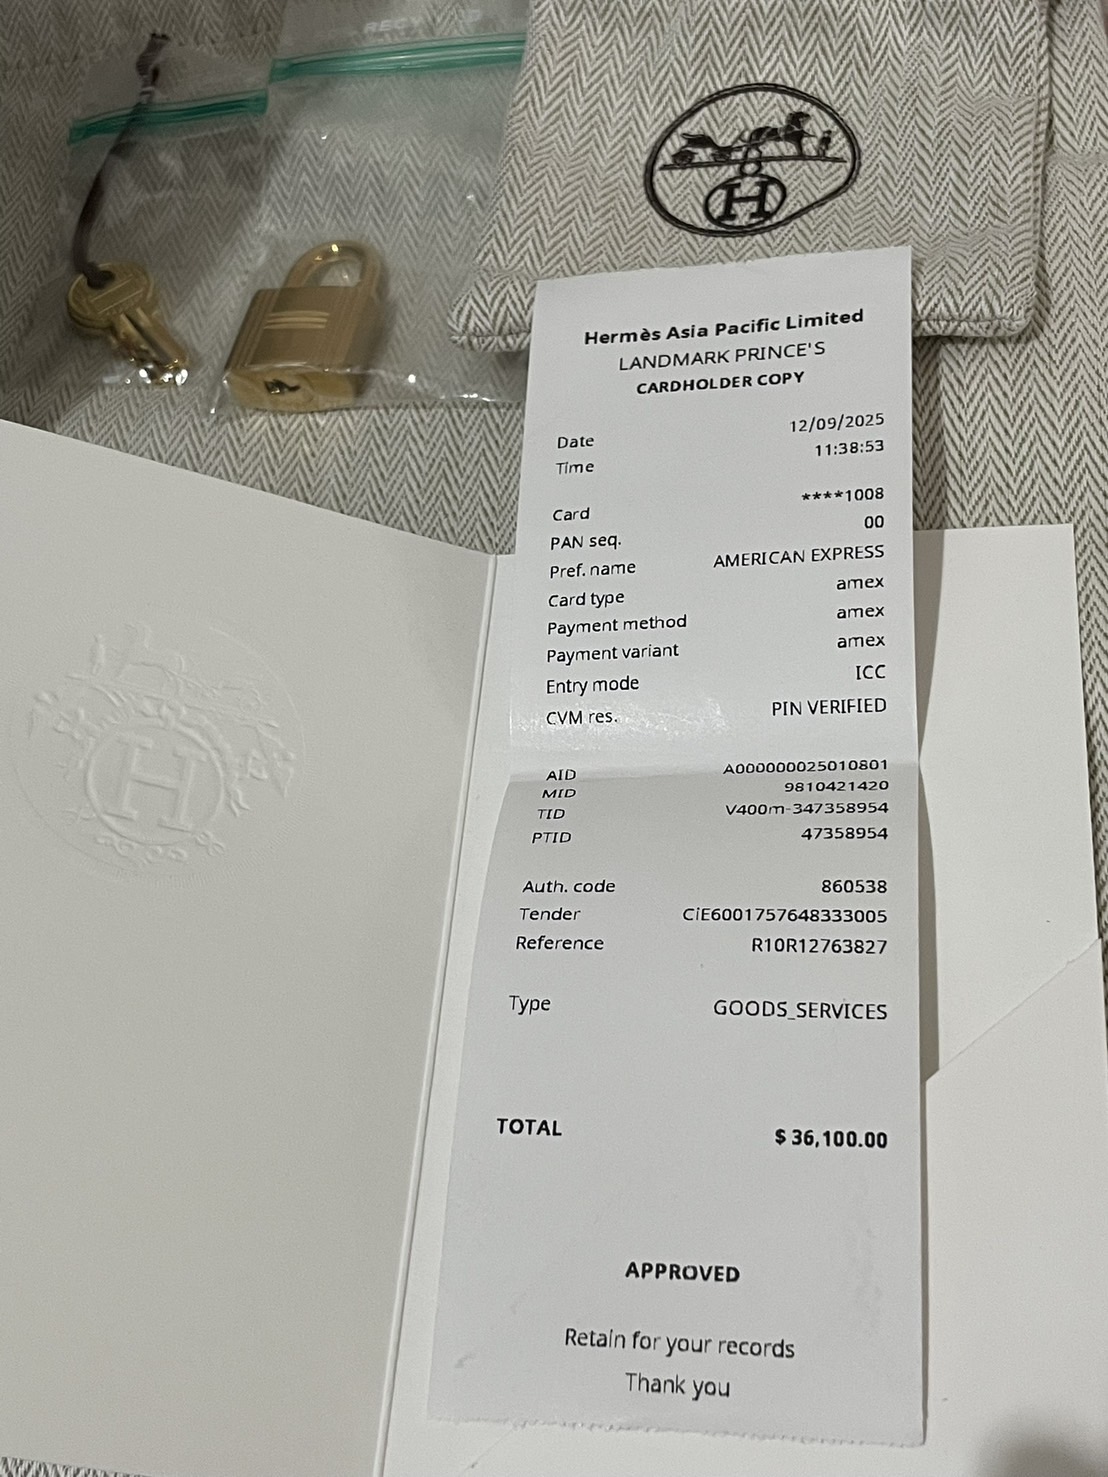 RECY
H
Hermès Asia Pacific Limited
LANDMARK PRINCE'S
CARDHOLDER COPY
Date 12/09/2025
Time 11:38:53
Card ****1008
PAN seq. 00
Pref. name AMERICAN EXPRESS
Card type amex
Payment method amex
Payment variant amex
Entry mode ICC
CVM res. PIN VERIFIED
AID A000000025010801
MID 9810421420
TID V400m-347358954
PTID 47358954
Auth. code 860538
Tender CiE6001757648333005
Reference R10R12763827
Type GOODS_SERVICES
TOTAL $ 36,100.00
APPROVED
Retain for your records
Thank you
H